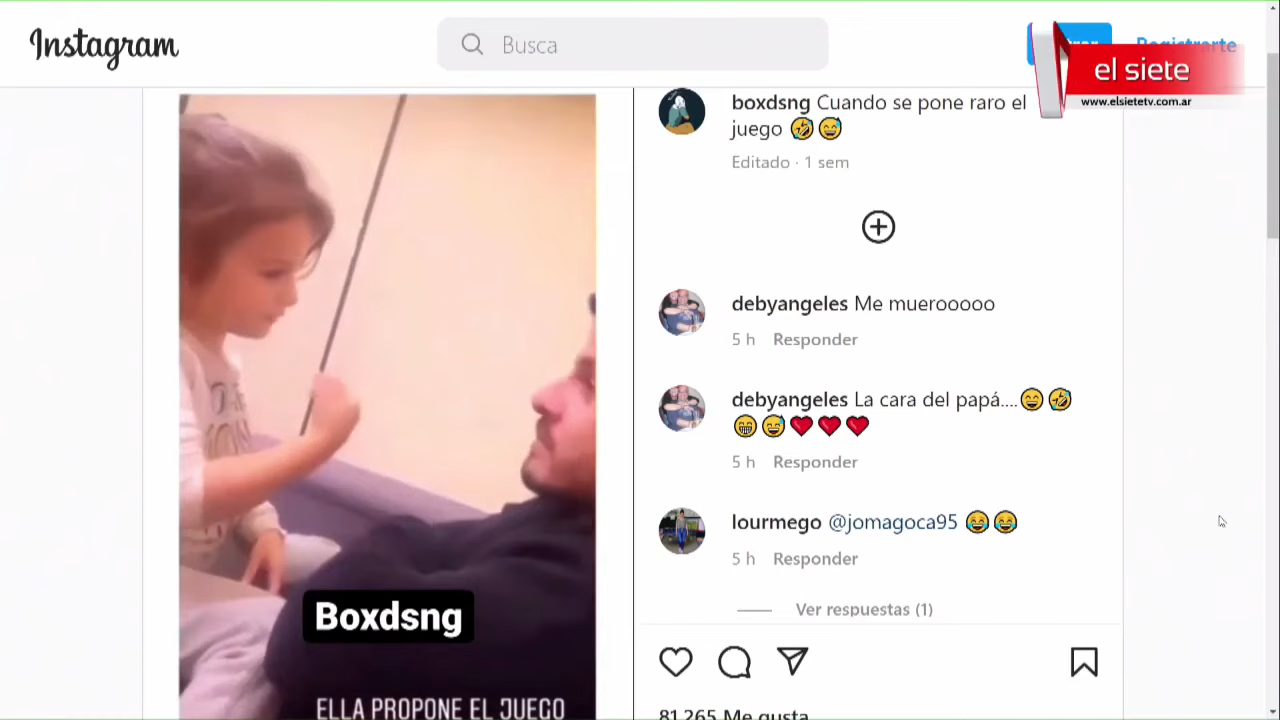 Instagram
Busca
Registrarte
el siete
www.elsietetv.com.ar
boxdsng Cuando se pone raro el
juego 🤣😅
Editado · 1 sem
debyangeles Me muerooooo
5 h Responder
debyangeles La cara del papá....😄🤣
😁😅❤❤❤
5 h Responder
lourmego @jomagoca95 😂😂
5 h Responder
Ver respuestas (1)
81.265 Me gusta
Boxdsng
ELLA PROPONE EL JUEGO